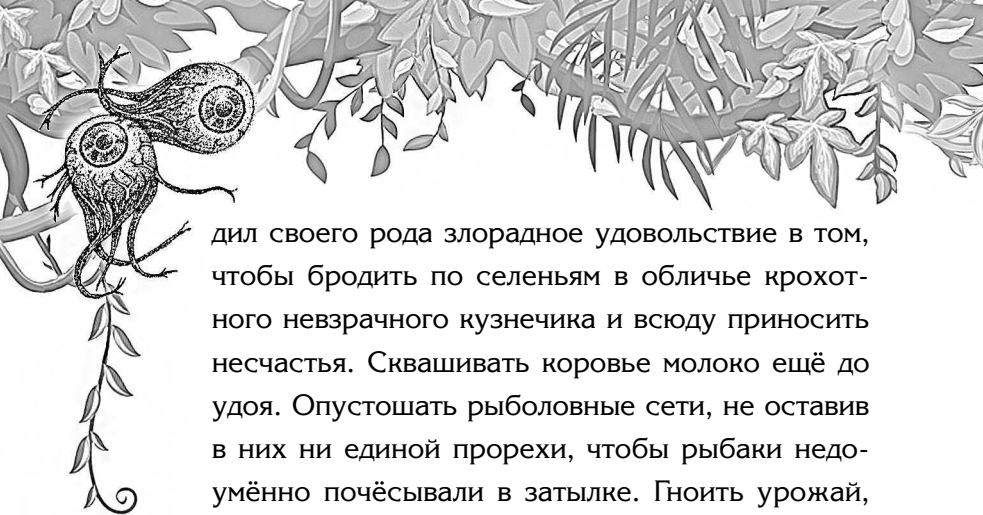 дил своего рода злорадное удовольствие в том,
чтобы бродить по селеньям в обличье крохот-
ного невзрачного кузнечика и всюду приносить
несчастья. Сквашивать коровье молоко ещё до
удоя. Опустошать рыболовные сети, не оставив
в них ни единой прорехи, чтобы рыбаки недо-
умённо почёсывали в затылке. Гноить урожай,